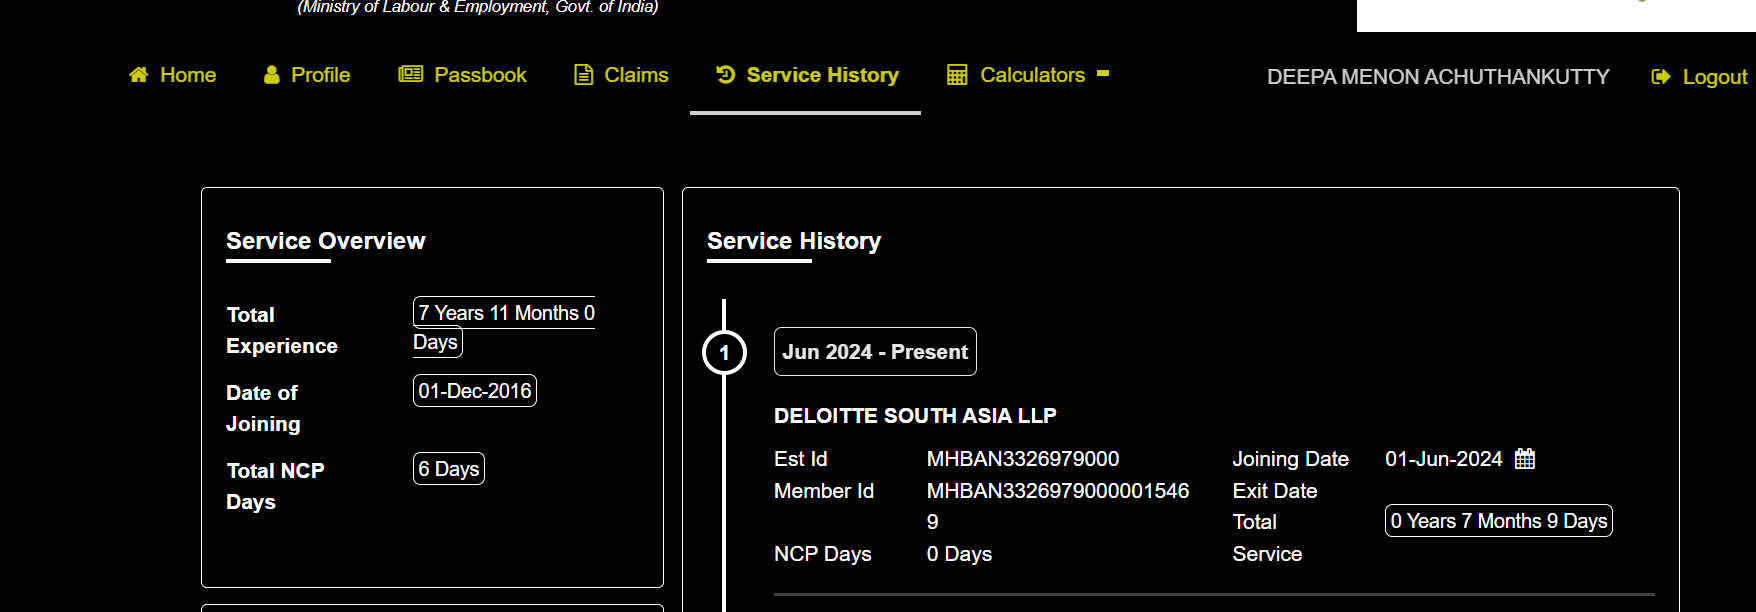 (Ministry of Labour & Employment, Govt. of India)
Home Profile Passbook Claims Service History Calculators DEEPA MENON ACHUTHANKUTTY Logout
Service Overview
Total Experience 7 Years 11 Months 0 Days
Date of Joining 01-Dec-2016
Total NCP Days 6 Days
Service History
1 Jun 2024 - Present
DELOITTE SOUTH ASIA LLP
Est Id MHBAN3326979000
Member Id MHBAN33269790000015469
NCP Days 0 Days
Joining Date 01-Jun-2024
Exit Date
Total Service 0 Years 7 Months 9 Days